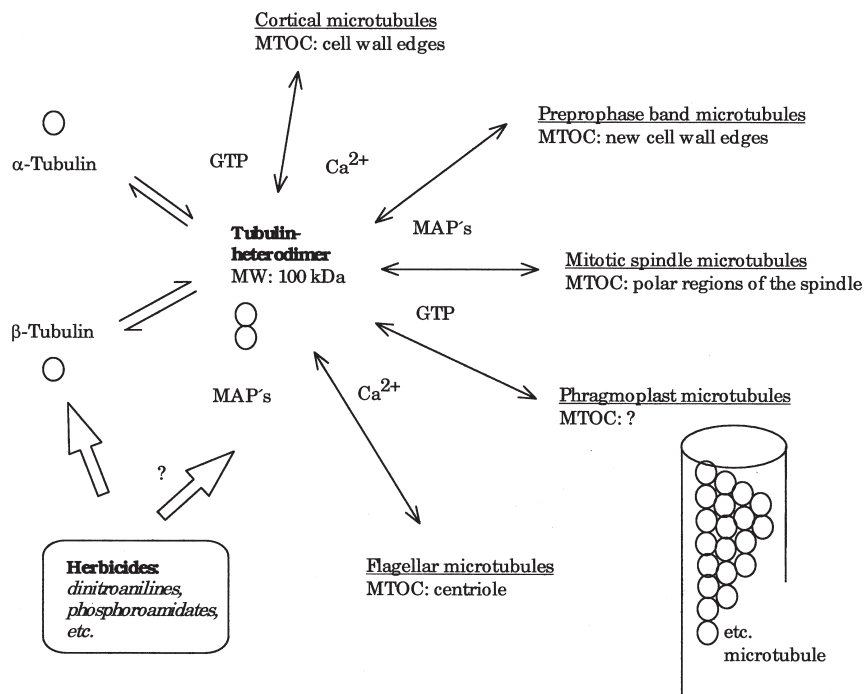 Cortical microtubules
MTOC: cell wall edges
Preprophase band microtubules
MTOC: new cell wall edges
α-Tubulin
GTP
Ca2+
MAP´s
Tubulin-
heterodimer
MW: 100 kDa
Mitotic spindle microtubules
MTOC: polar regions of the spindle
GTP
β-Tubulin
MAP´s
Ca2+
Phragmoplast microtubules
MTOC: ?
?
Herbicides:
dinitroanilines,
phosphoroamidates,
etc.
Flagellar microtubules
MTOC: centriole
etc.
microtubule